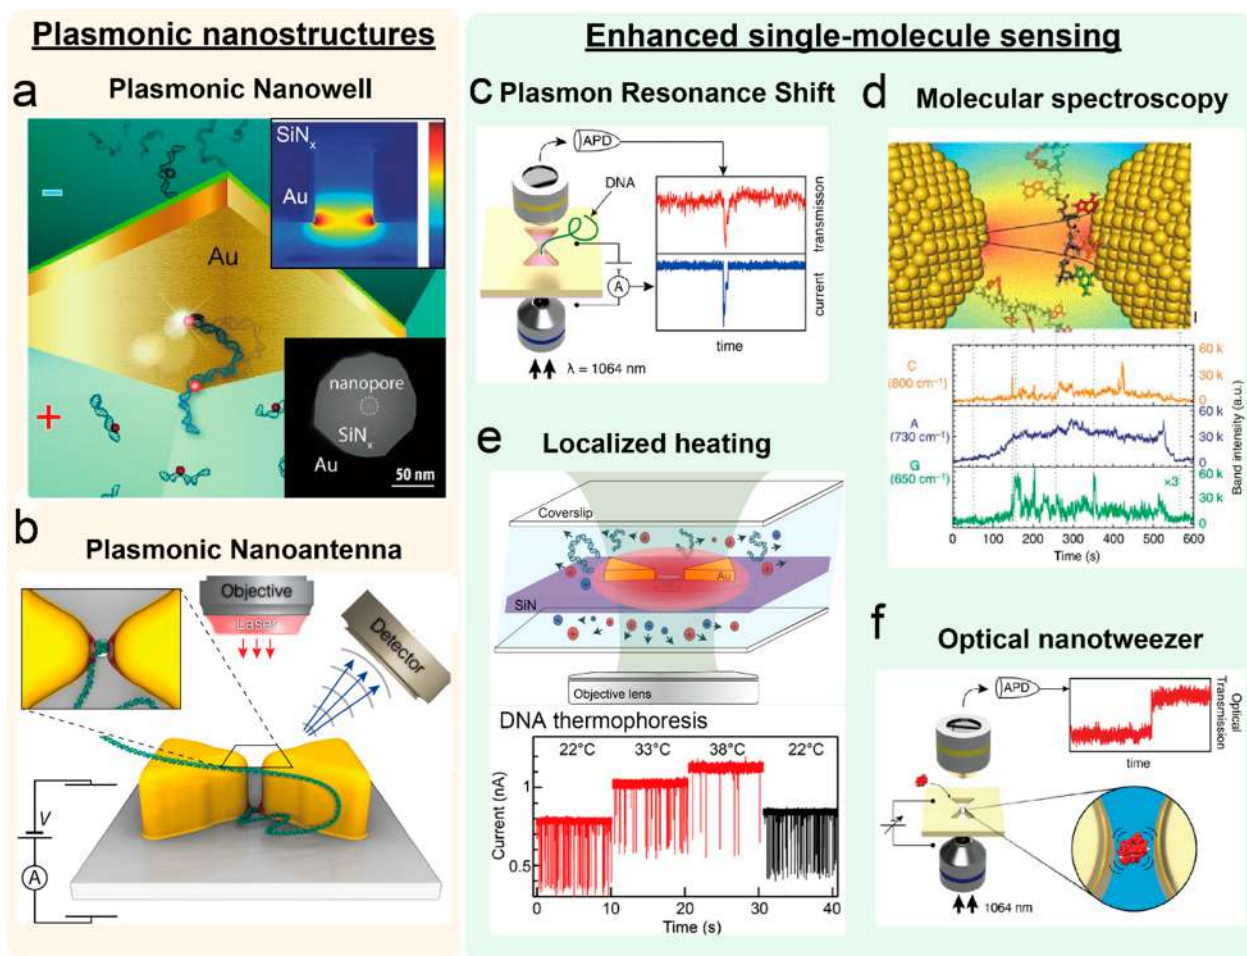 Plasmonic nanostructures
Enhanced single-molecule sensing
a
Plasmonic Nanowell
SiNx
Au
Au
nanopore
SiNx
Au
50 nm
−
+
b
Plasmonic Nanoantenna
Objective
Laser
Detector
V
A
c Plasmon Resonance Shift
APD
DNA
A
transmisson
current
time
λ = 1064 nm
d
Molecular spectroscopy
C
(800 cm⁻¹)
A
(730 cm⁻¹)
G
(650 cm⁻¹)
60 k
30 k
0
60 k
30 k
0
×3
60 k
30 k
0
Band intensity (a.u.)
0 100 200 300 400 500 600
Time (s)
e
Localized heating
Coverslip
Au
SiN
Objective lens
DNA thermophoresis
22°C 33°C 38°C 22°C
Current (nA)
1
0.5
0 10 20 30 40
Time (s)
f
Optical nanotweezer
APD
Optical
Transmission
time
1064 nm